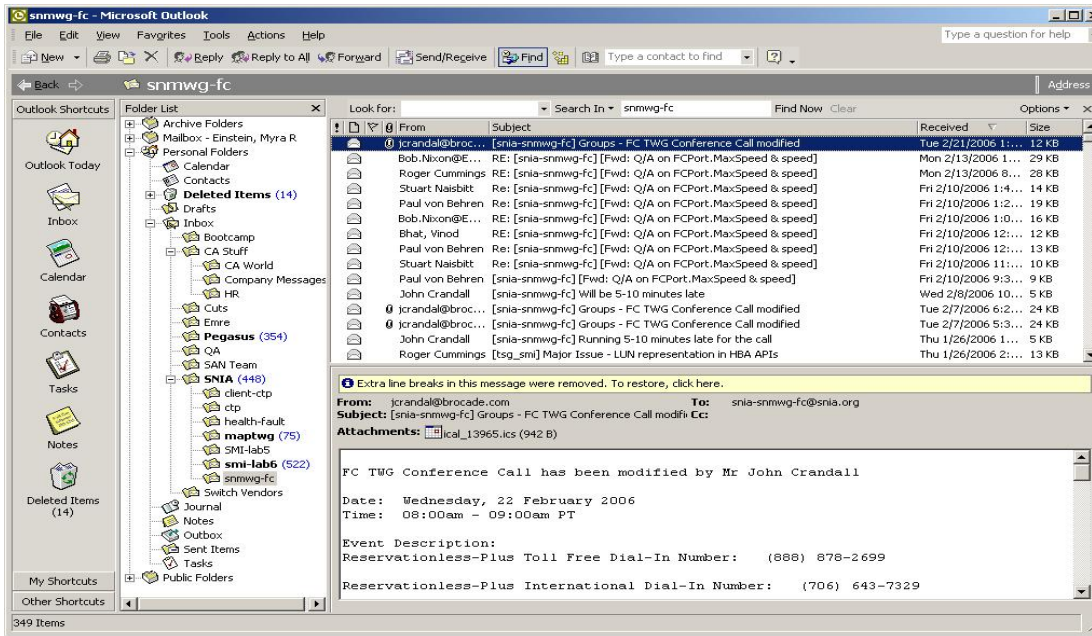 snmwg-fc - Microsoft Outlook
File Edit View Favorites Tools Actions Help Type a question for help
New Reply Reply to All Forward Send/Receive Find Type a contact to find
Back snmwg-fc Address
Outlook Shortcuts
Outlook Today
Inbox
Calendar
Contacts
Tasks
Notes
Deleted Items
(14)
My Shortcuts
Other Shortcuts
Folder List
Archive Folders
Mailbox - Einstein, Myra R
Personal Folders
Calendar
Contacts
Deleted Items (14)
Drafts
Inbox
Bootcamp
CA Stuff
CA World
Company Messages
HR
Cuts
Emre
Pegasus (354)
QA
SAN Team
SNIA (448)
client-ctp
ctp
health-fault
maptwg (75)
SMI-lab5
smi-lab6 (522)
snmwg-fc
Switch Vendors
Journal
Notes
Outbox
Sent Items
Tasks
Public Folders
Look for: Search In snmwg-fc Find Now Clear Options
! From Subject Received Size
jcrandal@broc... [snia-snmwg-fc] Groups - FC TWG Conference Call modified Tue 2/21/2006 1:... 12 KB
Bob.Nixon@E... RE: [snia-snmwg-fc] [Fwd: Q/A on FCPort.MaxSpeed & speed] Mon 2/13/2006 1... 29 KB
Roger Cummings RE: [snia-snmwg-fc] [Fwd: Q/A on FCPort.MaxSpeed & speed] Mon 2/13/2006 8... 28 KB
Stuart Naisbitt Re: [snia-snmwg-fc] [Fwd: Q/A on FCPort.MaxSpeed & speed] Fri 2/10/2006 1:4... 14 KB
Paul von Behren Re: [snia-snmwg-fc] [Fwd: Q/A on FCPort.MaxSpeed & speed] Fri 2/10/2006 1:2... 19 KB
Bob.Nixon@E... RE: [snia-snmwg-fc] [Fwd: Q/A on FCPort.MaxSpeed & speed] Fri 2/10/2006 1:0... 16 KB
Bhat, Vinod RE: [snia-snmwg-fc] [Fwd: Q/A on FCPort.MaxSpeed & speed] Fri 2/10/2006 12:... 12 KB
Paul von Behren Re: [snia-snmwg-fc] [Fwd: Q/A on FCPort.MaxSpeed & speed] Fri 2/10/2006 12:... 13 KB
Stuart Naisbitt Re: [snia-snmwg-fc] [Fwd: Q/A on FCPort.MaxSpeed & speed] Fri 2/10/2006 11:... 10 KB
Paul von Behren [snia-snmwg-fc] [Fwd: Q/A on FCPort.MaxSpeed & speed] Fri 2/10/2006 9:3... 9 KB
John Crandall [snia-snmwg-fc] Will be 5-10 minutes late Wed 2/8/2006 10... 5 KB
jcrandal@broc... [snia-snmwg-fc] Groups - FC TWG Conference Call modified Tue 2/7/2006 6:2... 24 KB
jcrandal@broc... [snia-snmwg-fc] Groups - FC TWG Conference Call modified Tue 2/7/2006 5:3... 24 KB
John Crandall [snia-snmwg-fc] Running 5-10 minutes late for the call Thu 1/26/2006 1... 5 KB
Roger Cummings [tsg_smi] Major Issue - LUN representation in HBA APIs Thu 1/26/2006 2:... 13 KB
Extra line breaks in this message were removed. To restore, click here.
From: jcrandal@brocade.com To: snia-snmwg-fc@snia.org
Subject: [snia-snmwg-fc] Groups - FC TWG Conference Call modifi Cc:
Attachments: ical_13965.ics (942 B)
FC TWG Conference Call has been modified by Mr John Crandall
Date: Wednesday, 22 February 2006
Time: 08:00am - 09:00am PT
Event Description:
Reservationless-Plus Toll Free Dial-In Number: (888) 878-2699
Reservationless-Plus International Dial-In Number: (706) 643-7329
349 Items